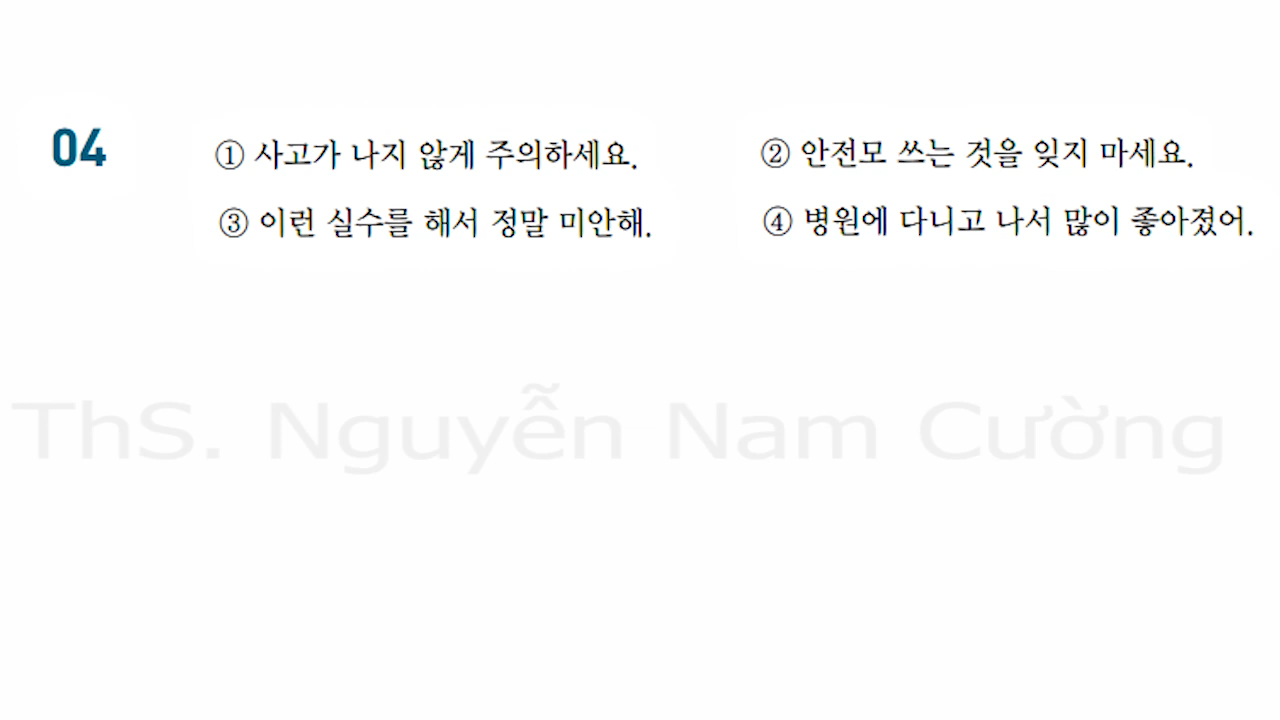 04 ① 사고가 나지 않게 주의하세요. ② 안전모 쓰는 것을 잊지 마세요.
③ 이런 실수를 해서 정말 미안해. ④ 병원에 다니고 나서 많이 좋아졌어.
ThS. Nguyễn Nam Cường